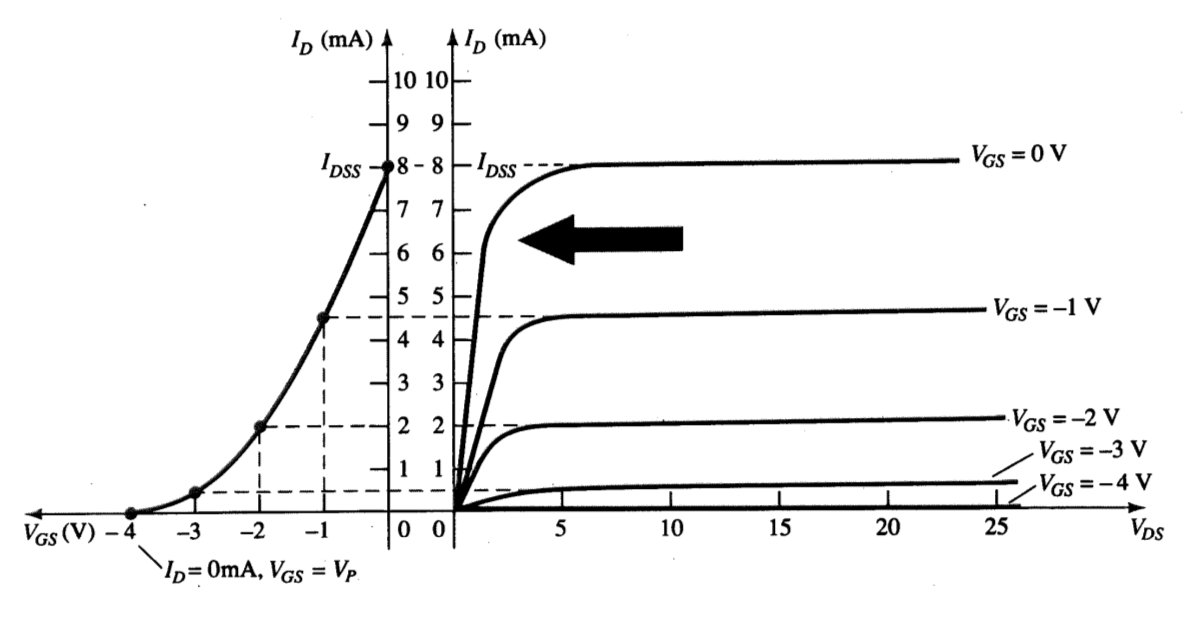 I_D (mA) I_D (mA)
10 10
9 9
I_DSS 8 - 8 I_DSS V_GS = 0 V
7 7
6 6
5 5
V_GS = –1 V
4 4
3 3
2 2 V_GS = –2 V
V_GS = –3 V
1 1
V_GS = –4 V
V_GS (V) –4 –3 –2 –1 0 0 5 10 15 20 25 V_DS
I_D = 0mA, V_GS = V_P